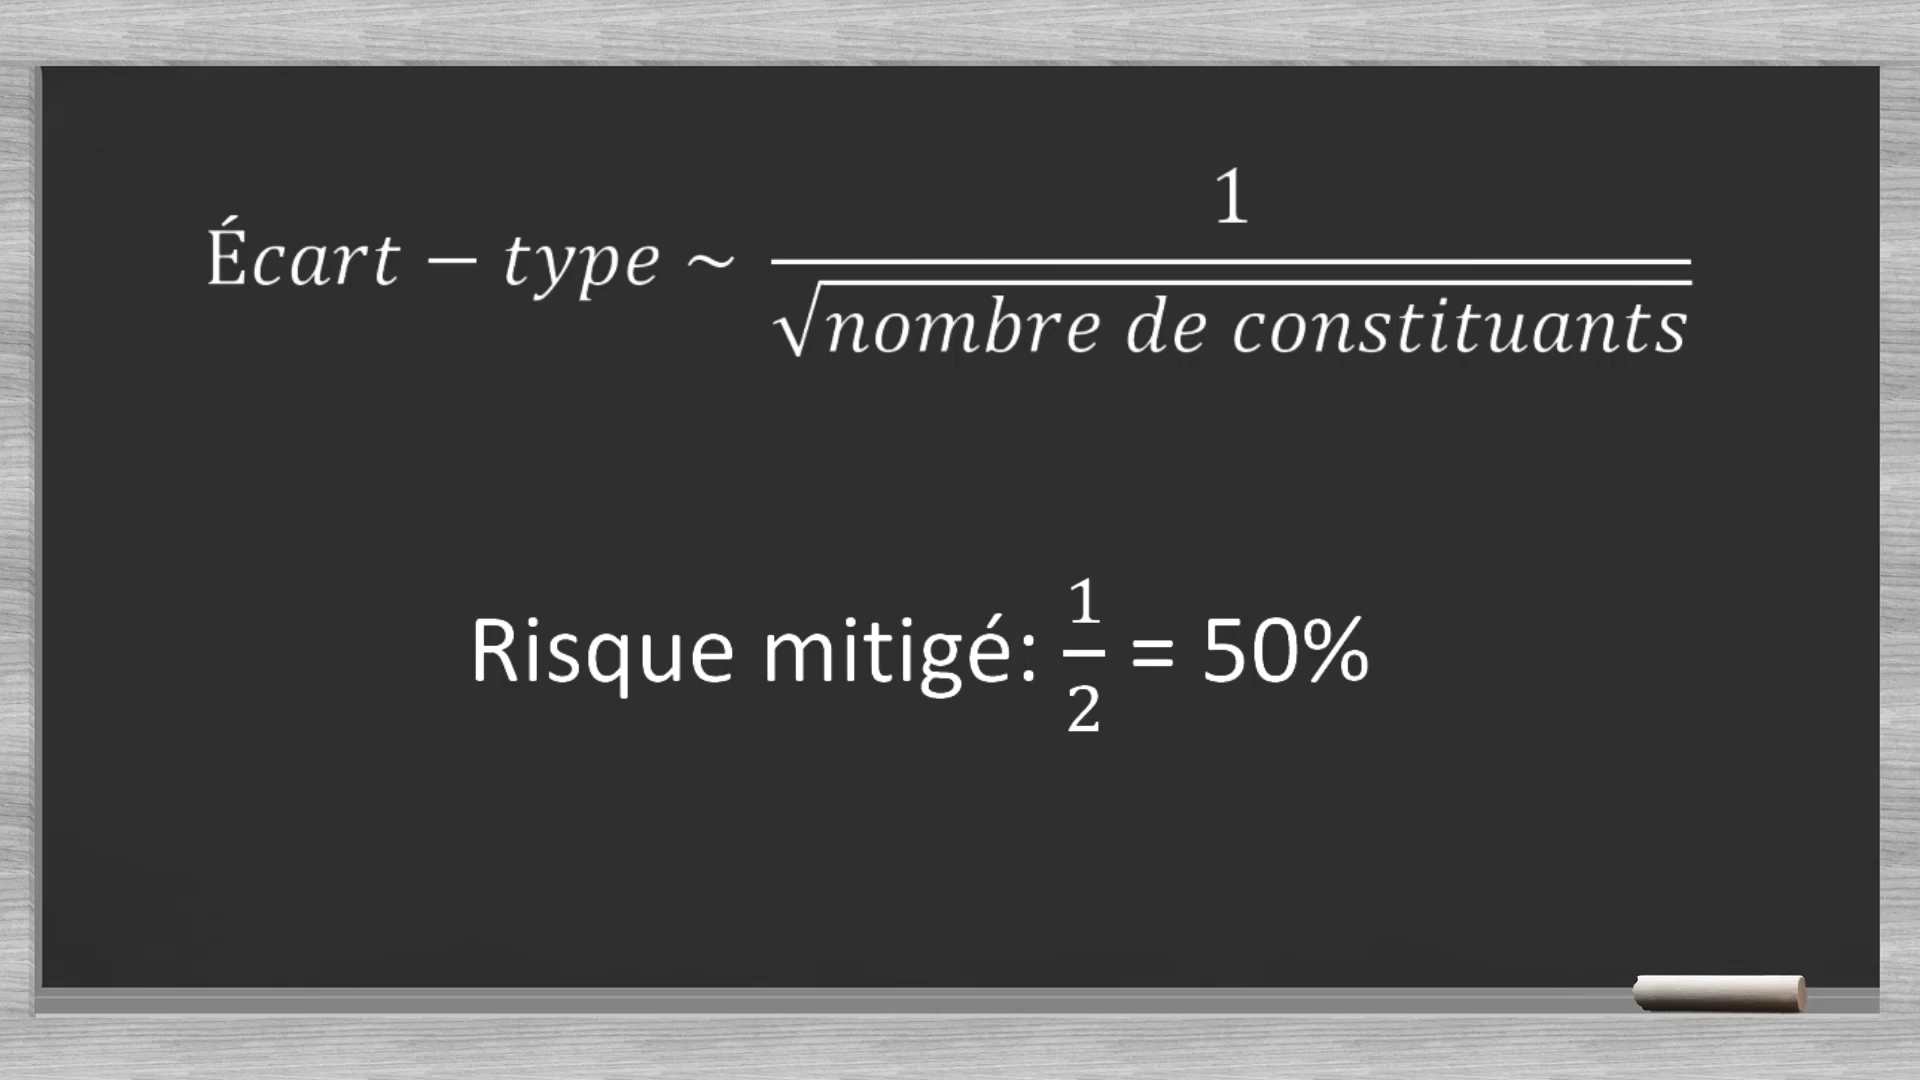 Écart − type ~ 1/√nombre de constituants
Risque mitigé: 1/2 = 50%